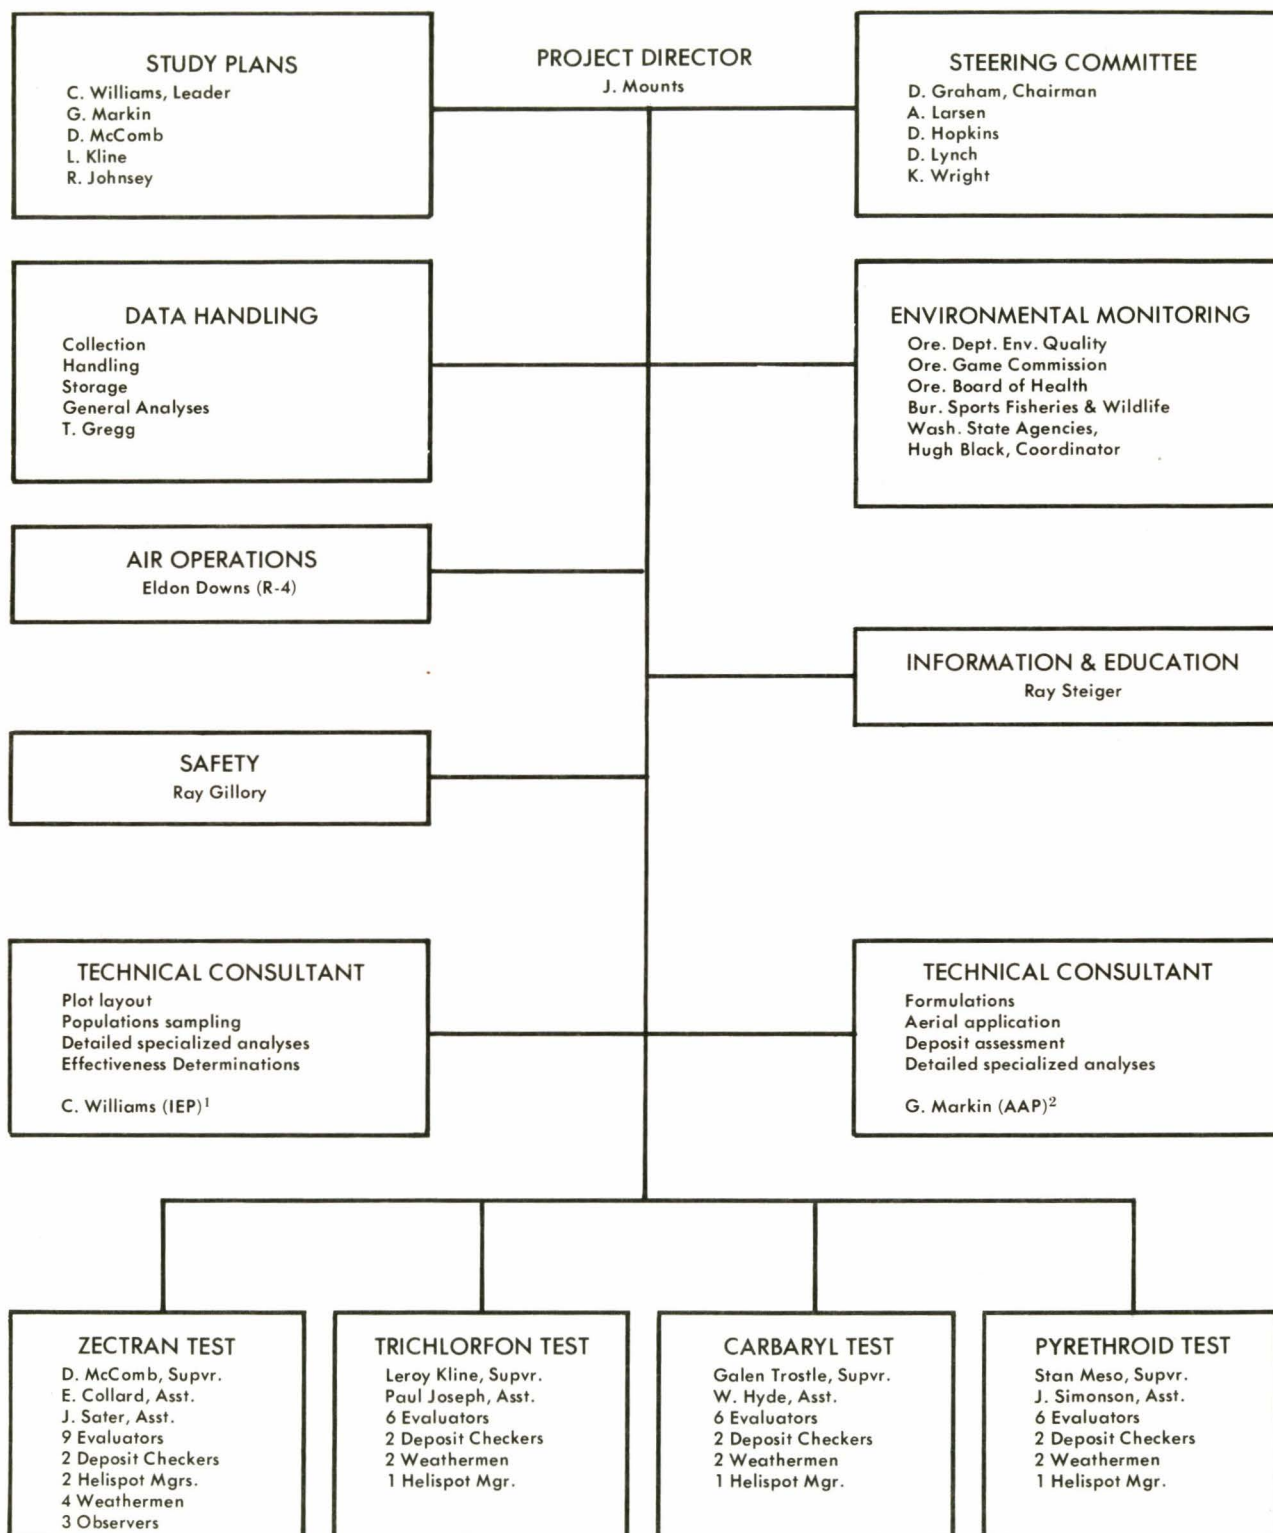 PROJECT DIRECTOR
J. Mounts
STUDY PLANS
C. Williams, Leader
G. Markin
D. McComb
L. Kline
R. Johnsey
STEERING COMMITTEE
D. Graham, Chairman
A. Larsen
D. Hopkins
D. Lynch
K. Wright
DATA HANDLING
Collection
Handling
Storage
General Analyses
T. Gregg
ENVIRONMENTAL MONITORING
Ore. Dept. Env. Quality
Ore. Game Commission
Ore. Board of Health
Bur. Sports Fisheries & Wildlife
Wash. State Agencies,
Hugh Black, Coordinator
AIR OPERATIONS
Eldon Downs (R-4)
INFORMATION & EDUCATION
Ray Steiger
SAFETY
Ray Gillory
TECHNICAL CONSULTANT
Plot layout
Populations sampling
Detailed specialized analyses
Effectiveness Determinations
C. Williams (IEP)¹
TECHNICAL CONSULTANT
Formulations
Aerial application
Deposit assessment
Detailed specialized analyses
G. Markin (AAP)²
ZECTRAN TEST
D. McComb, Supvr.
E. Collard, Asst.
J. Sater, Asst.
9 Evaluators
2 Deposit Checkers
2 Helispot Mgrs.
4 Weathermen
3 Observers
TRICHLORFON TEST
Leroy Kline, Supvr.
Paul Joseph, Asst.
6 Evaluators
2 Deposit Checkers
2 Weathermen
1 Helispot Mgr.
CARBARYL TEST
Galen Trostle, Supvr.
W. Hyde, Asst.
6 Evaluators
2 Deposit Checkers
2 Weathermen
1 Helispot Mgr.
PYRETHROID TEST
Stan Meso, Supvr.
J. Simonson, Asst.
6 Evaluators
2 Deposit Checkers
2 Weathermen
1 Helispot Mgr.